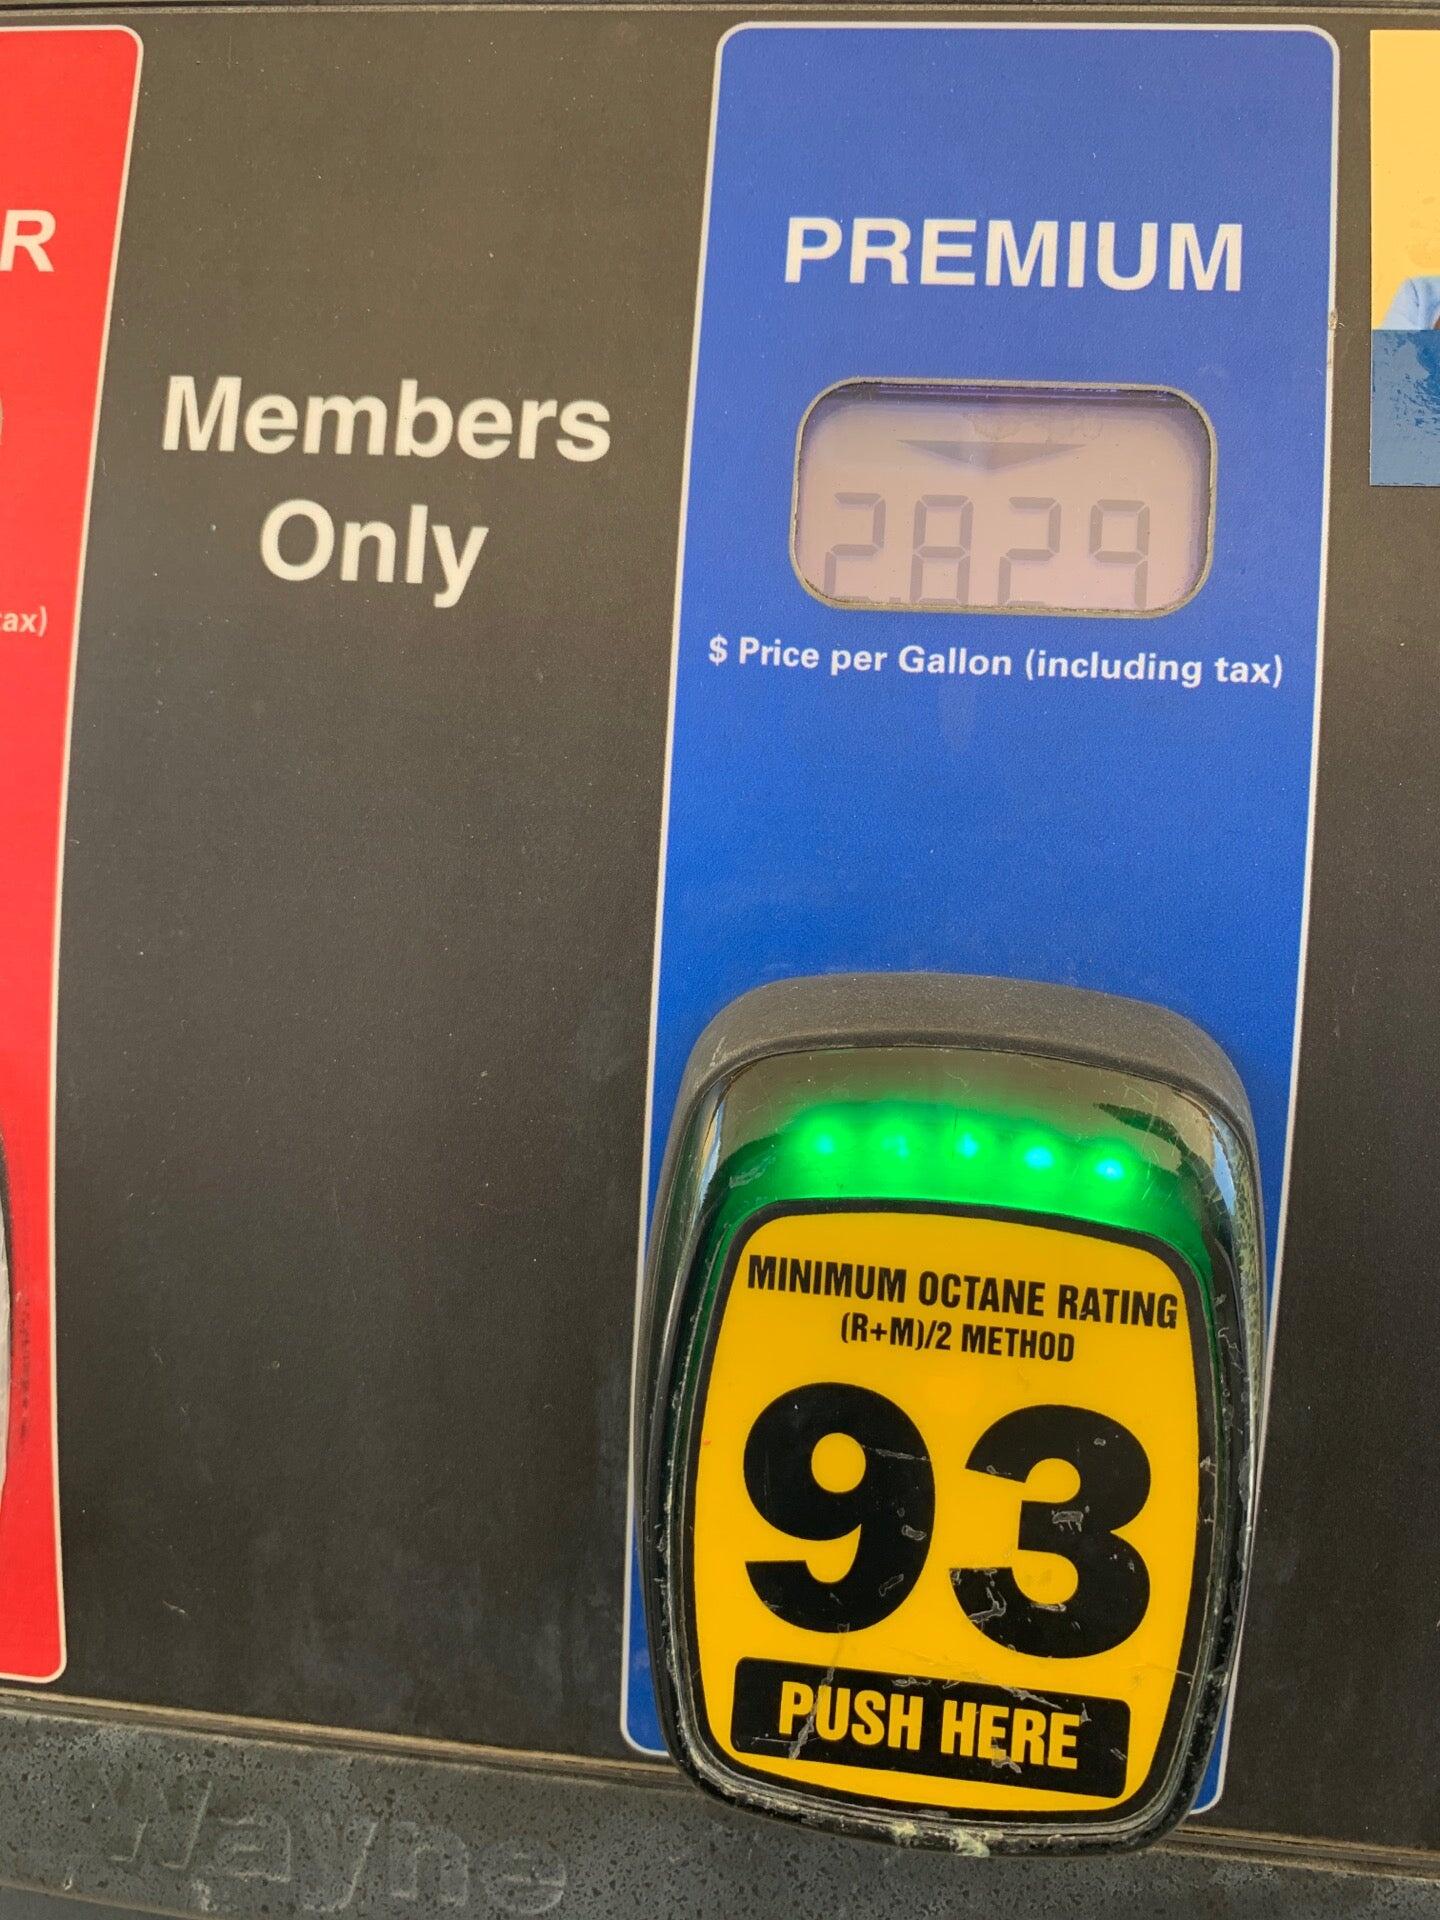 R
tax)
Members
Only
PREMIUM
2.829
$ Price per Gallon (including tax)
MINIMUM OCTANE RATING
(R+M)/2 METHOD
93
PUSH HERE
Wayne